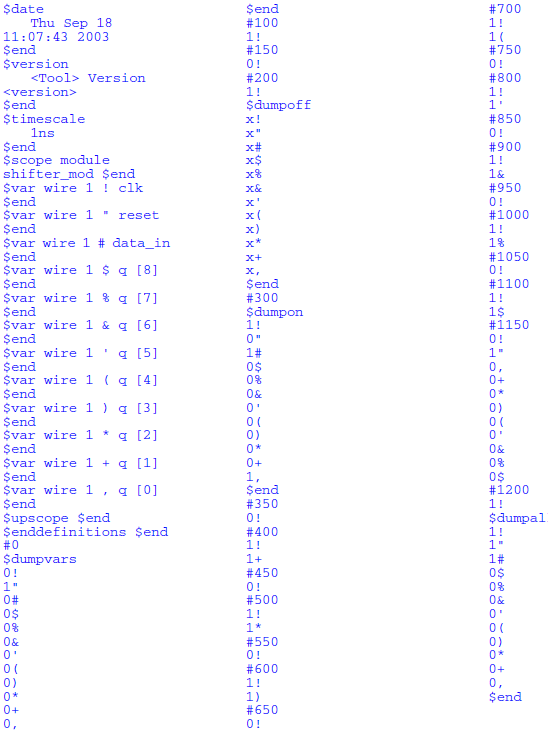 $date
Thu Sep 18
11:07:43 2003
$end
$version
<Tool> Version
<version>
$end
$timescale
1ns
$end
$scope module
shifter_mod $end
$var wire 1 ! clk
$end
$var wire 1 " reset
$end
$var wire 1 # data_in
$end
$var wire 1 $ q [8]
$end
$var wire 1 % q [7]
$end
$var wire 1 & q [6]
$end
$var wire 1 ' q [5]
$end
$var wire 1 ( q [4]
$end
$var wire 1 ) q [3]
$end
$var wire 1 * q [2]
$end
$var wire 1 + q [1]
$end
$var wire 1 , q [0]
$end
$upscope $end
$enddefinitions $end
#0
$dumpvars
0!
1"
0#
0$
0%
0&
0'
0(
0)
0*
0+
0,
$end
#100
1!
#150
0!
#200
1!
$dumpoff
x!
x"
x#
x$
x%
x&
x'
x(
x)
x*
x+
x,
$end
#300
$dumpon
1!
0"
1#
0$
0%
0&
0'
0(
0)
0*
0+
1,
$end
#350
0!
#400
1!
1+
#450
0!
#500
1!
1*
#550
0!
#600
1!
1)
#650
0!
#700
1!
1(
#750
0!
#800
1!
1'
#850
0!
#900
1!
1&
#950
0!
#1000
1!
1%
#1050
0!
#1100
1!
1$
#1150
0!
1"
0,
0+
0*
0)
0(
0'
0&
0%
0$
#1200
1!
$dumpal
1!
1"
1#
0$
0%
0&
0'
0(
0)
0*
0+
0,
$end